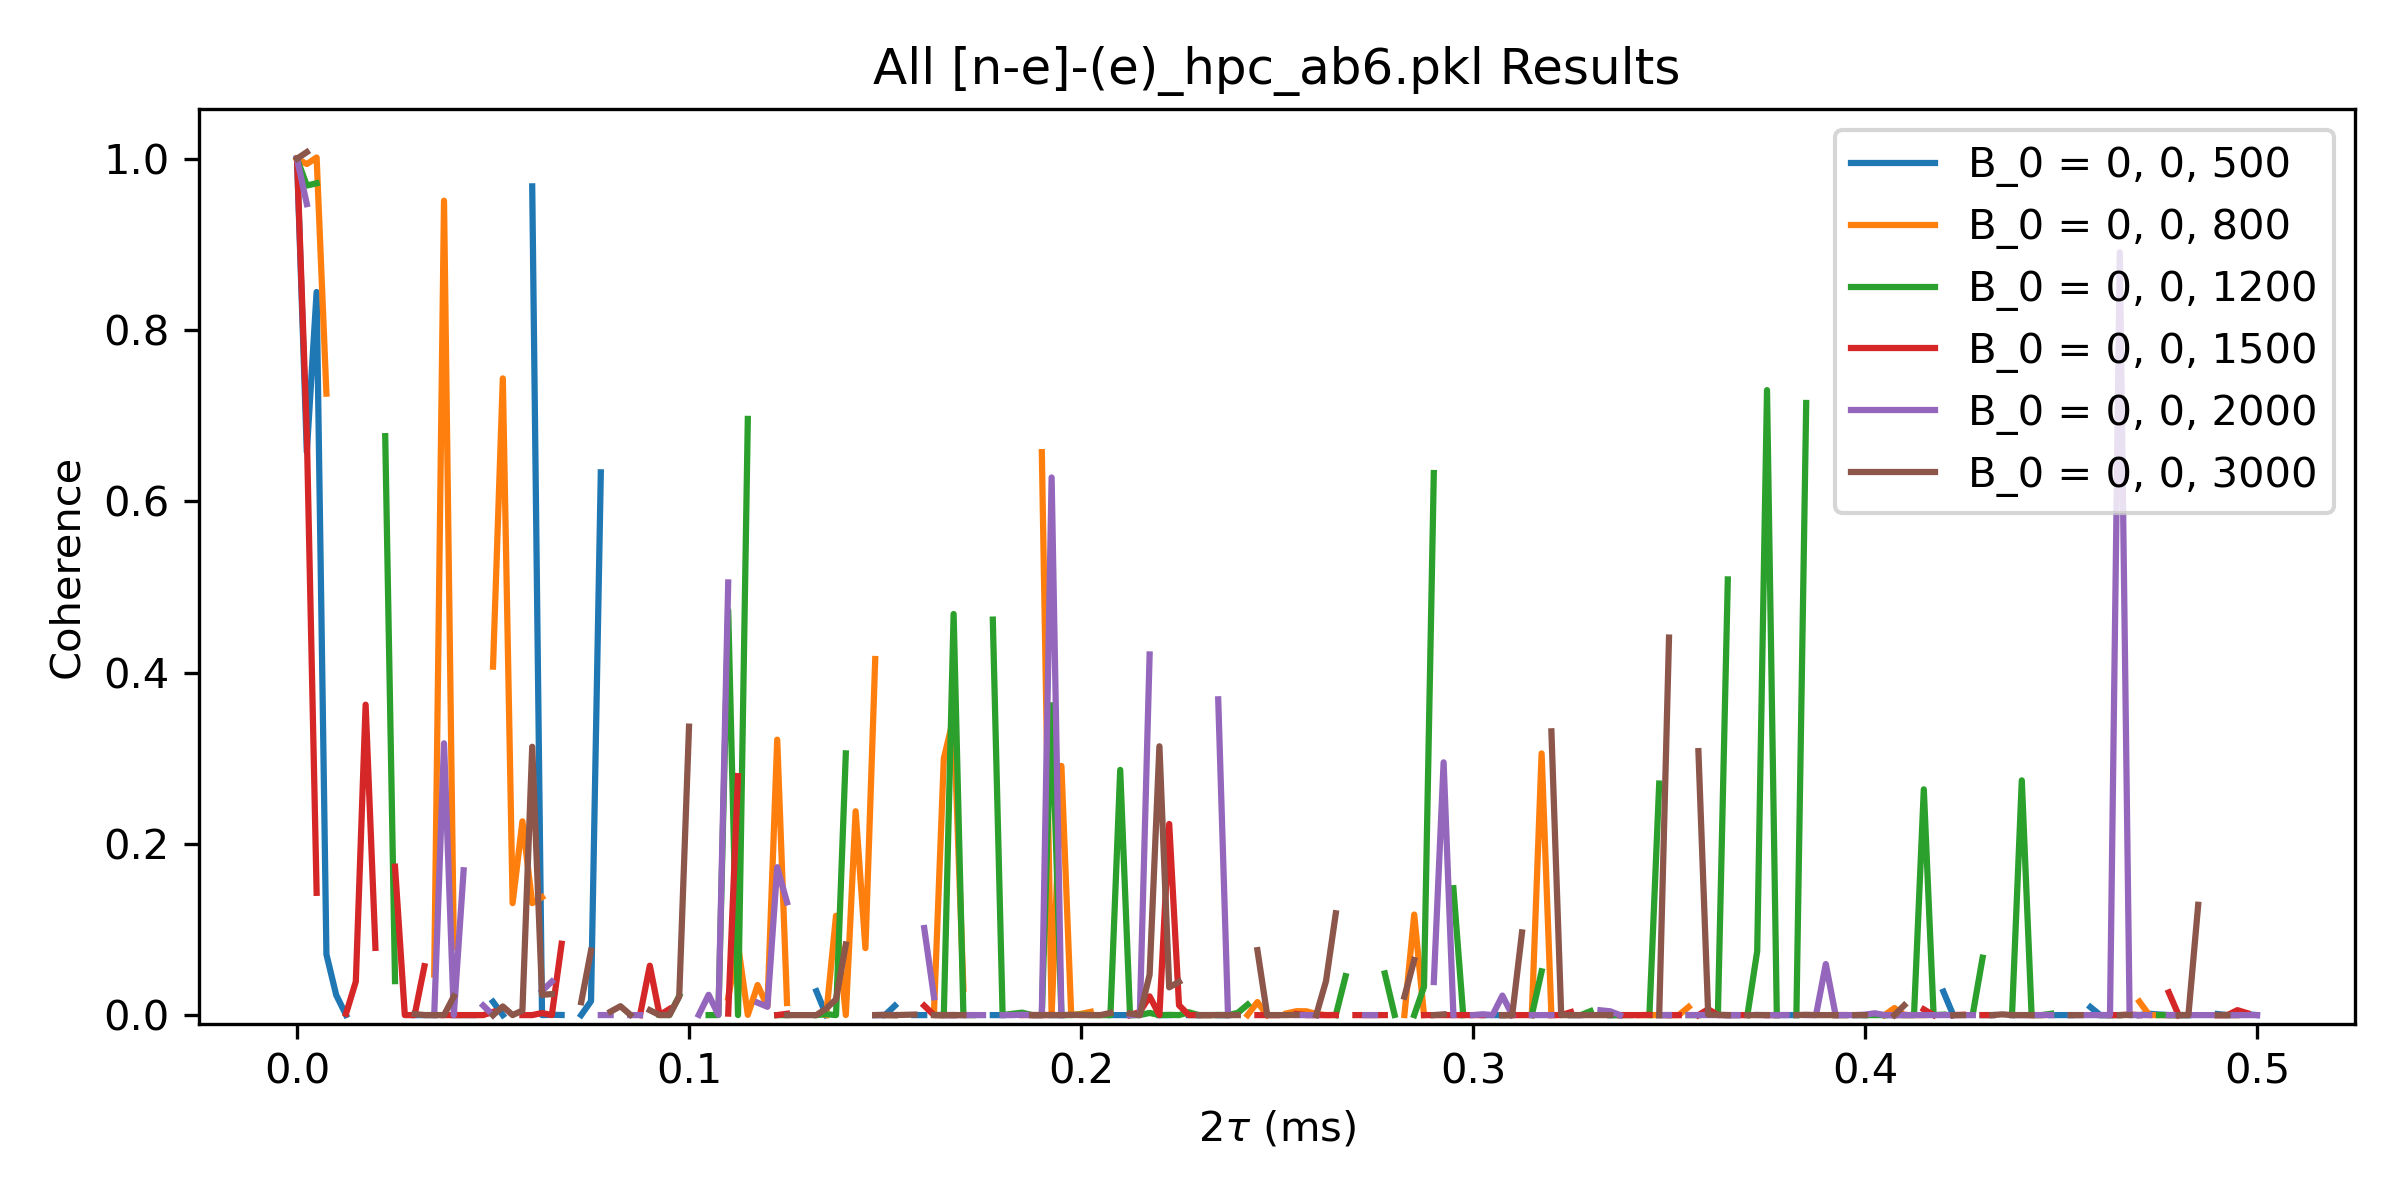 All [n-e]-(e)_hpc_ab6.pkl Results
1.0
0.8
0.6
0.4
0.2
0.0
Coherence
B_0 = 0, 0, 500
B_0 = 0, 0, 800
B_0 = 0, 0, 1200
B_0 = 0, 0, 1500
B_0 = 0, 0, 2000
B_0 = 0, 0, 3000
0.0 0.1 0.2 0.3 0.4 0.5
2τ (ms)